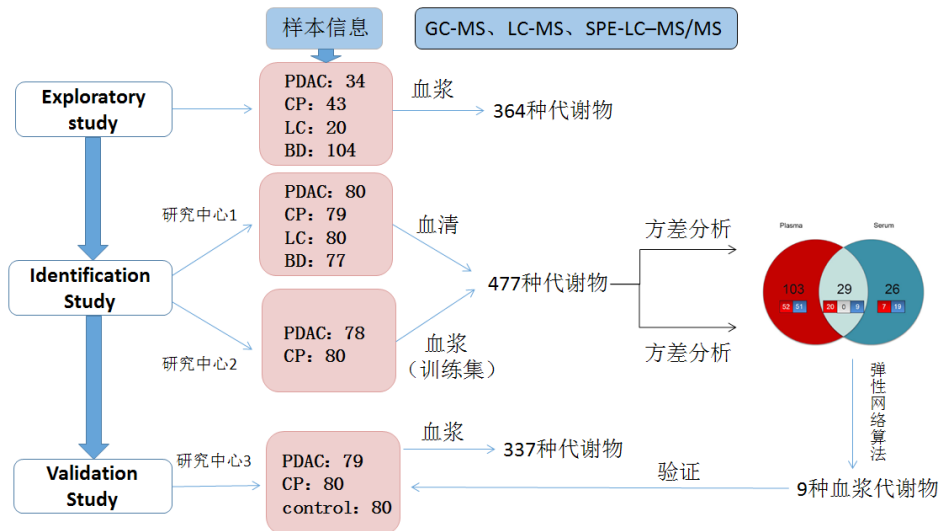 样本信息
GC-MS、LC-MS、SPE-LC–MS/MS
Exploratory
study
PDAC: 34
CP: 43
LC: 20
BD: 104
血浆
364种代谢物
研究中心1
PDAC: 80
CP: 79
LC: 80
BD: 77
血清
Identification
Study
477种代谢物
方差分析
方差分析
Plasma
Serum
103
29
26
52 51
20 0 9
7 19
研究中心2
PDAC: 78
CP: 80
血浆
（训练集）
弹性网络算法
Validation
Study
研究中心3
PDAC: 79
CP: 80
control: 80
血浆
337种代谢物
验证
9种血浆代谢物